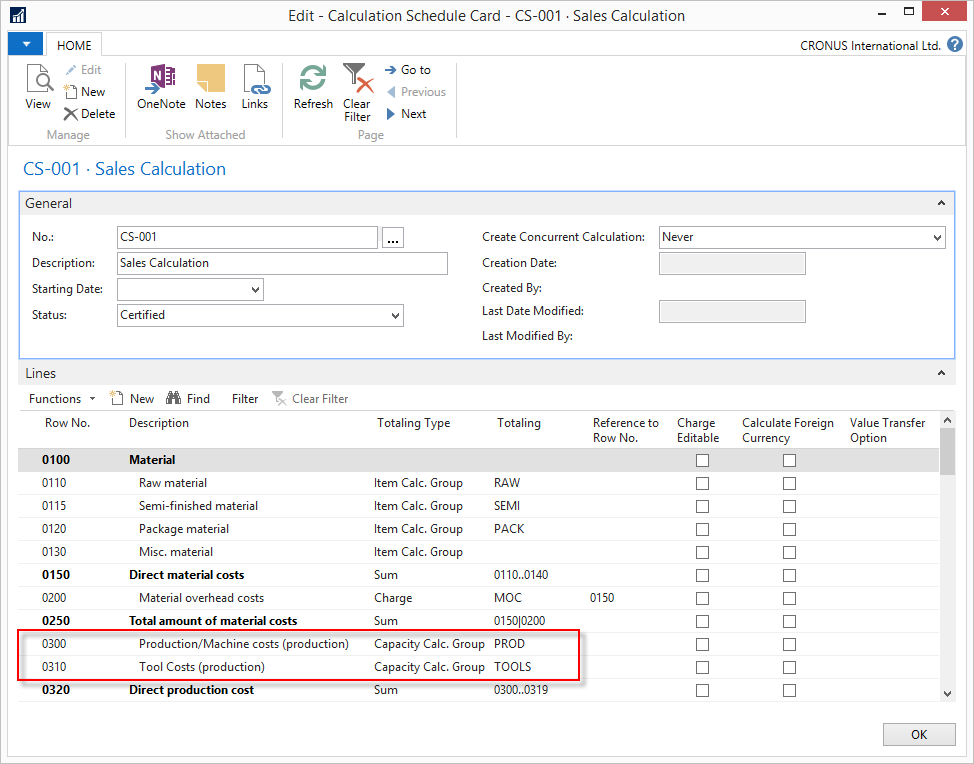 Edit - Calculation Schedule Card - CS-001 · Sales Calculation
HOME
CRONUS International Ltd.
View
Edit
New
Delete
Manage
OneNote
Notes
Links
Show Attached
Refresh
Clear
Filter
Go to
Previous
Next
Page
CS-001 · Sales Calculation
General
No.: CS-001 ...
Description: Sales Calculation
Starting Date:
Status: Certified
Create Concurrent Calculation: Never
Creation Date:
Created By:
Last Date Modified:
Last Modified By:
Lines
Functions New Find Filter Clear Filter
Row No. Description Totaling Type Totaling Reference to Row No. Charge Editable Calculate Foreign Currency Value Transfer Option
0100 Material
0110 Raw material Item Calc. Group RAW
0115 Semi-finished material Item Calc. Group SEMI
0120 Package material Item Calc. Group PACK
0130 Misc. material Item Calc. Group
0150 Direct material costs Sum 0110..0140
0200 Material overhead costs Charge MOC 0150
0250 Total amount of material costs Sum 0150|0200
0300 Production/Machine costs (production) Capacity Calc. Group PROD
0310 Tool Costs (production) Capacity Calc. Group TOOLS
0320 Direct production cost Sum 0300..0319
OK